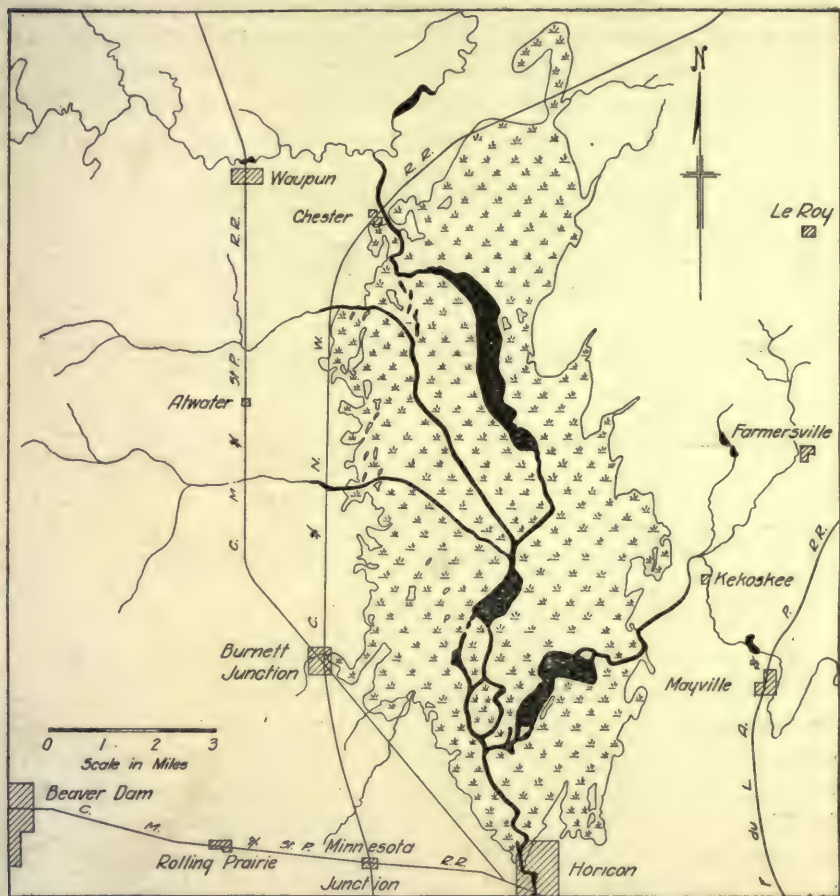 N
R. R.
Waupun
Chester
Le Roy
C. M. & St P. R. R.
C. & N. W.
Atwater
Farmersville
Kekoskee
F du L. A. & P. R.R.
Burnett
Junction
Mayville
0 1 2 3
Scale in Miles
Beaver Dam
C. M. & St P. R.R.
Rolling Prairie
Minnesota
Junction
Horicon